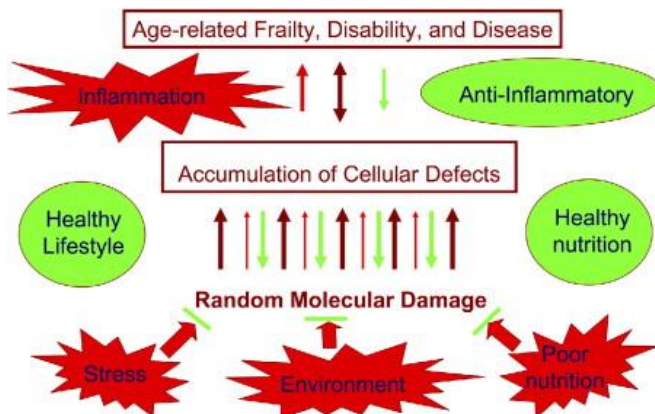 Age-related Frailty, Disability, and Disease
Inflammation
Anti-Inflammatory
Accumulation of Cellular Defects
Healthy
Lifestyle
Healthy
nutrition
Random Molecular Damage
Stress
Environment
Poor
nutrition